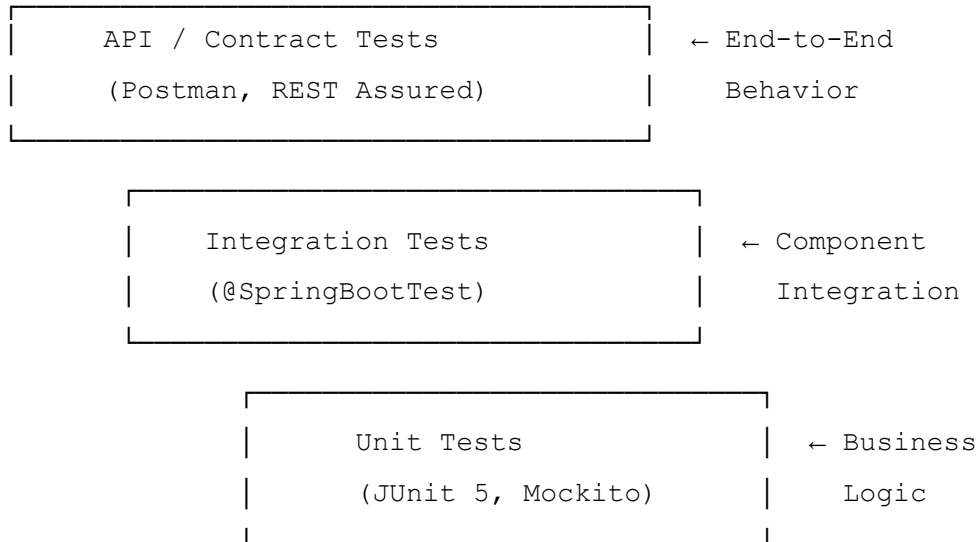 API / Contract Tests ← End-to-End
(Postman, REST Assured) Behavior
Integration Tests ← Component
(@SpringBootTest) Integration
Unit Tests ← Business
(JUnit 5, Mockito) Logic